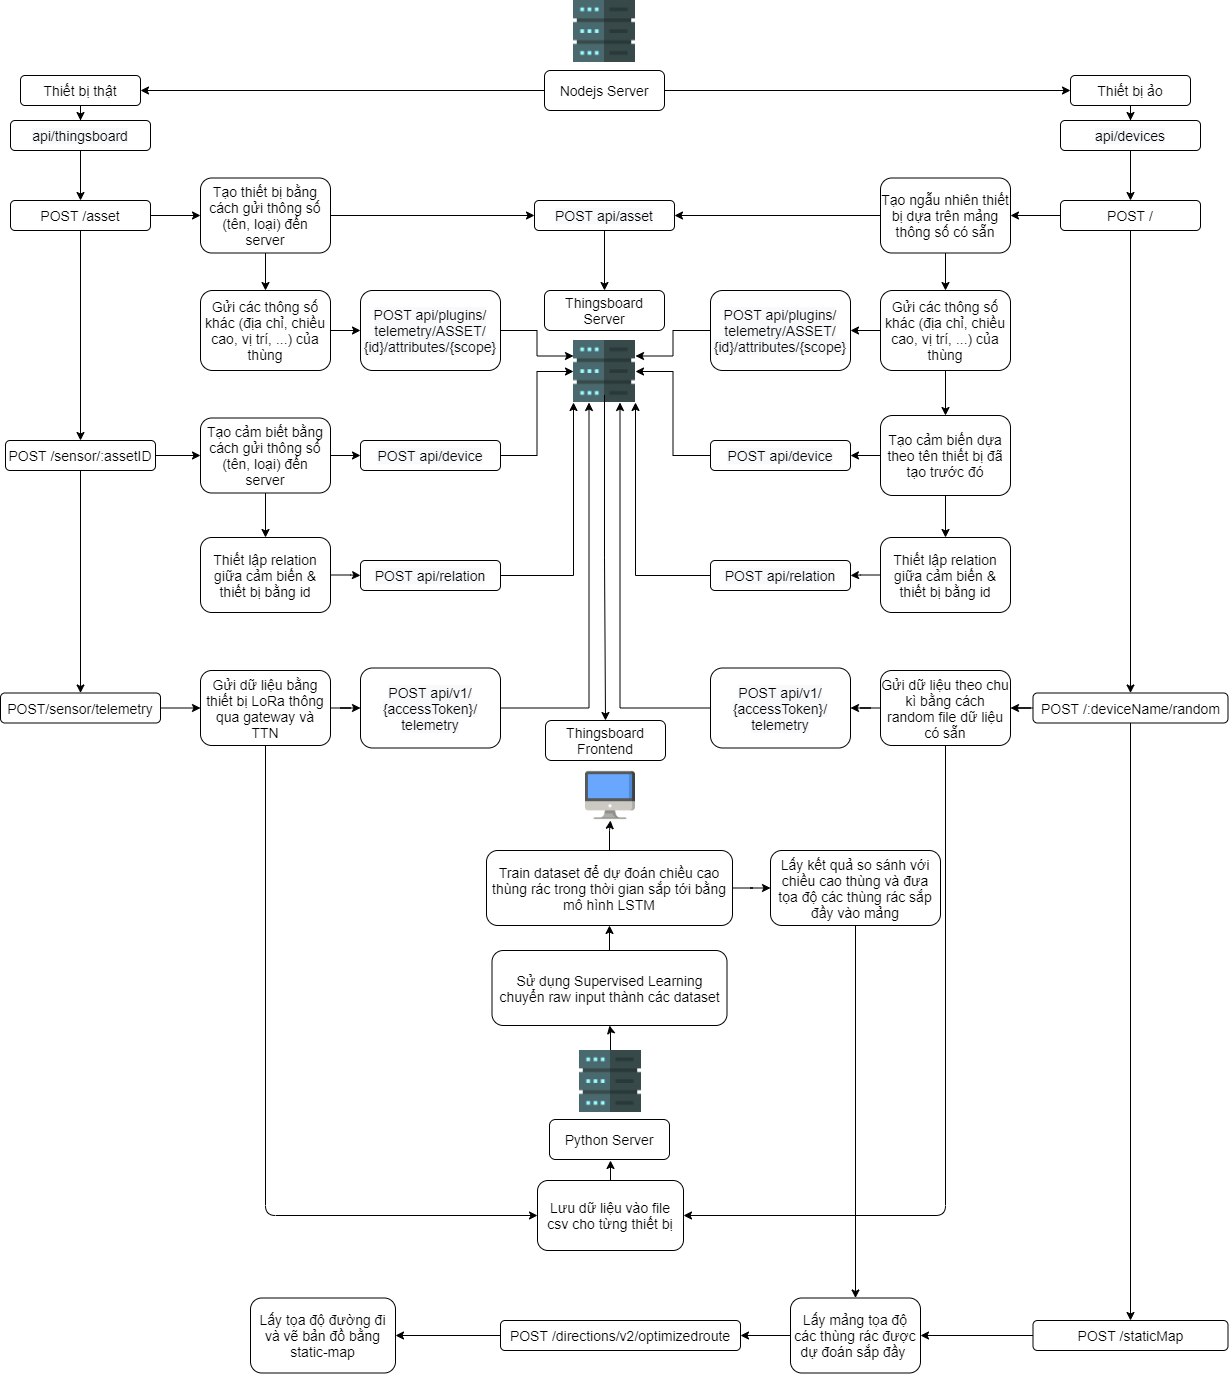 Nodejs Server
Thiết bị thật
Thiết bị ảo
api/thingsboard
api/devices
POST /asset
Tạo thiết bị bằng
cách gửi thông số
(tên, loại) đến
server
POST api/asset
Tạo ngẫu nhiên thiết
bị dựa trên mảng
thông số có sẵn
POST /
Gửi các thông số
khác (địa chỉ, chiều
cao, vị trí, ...) của
thùng
POST api/plugins/
telemetry/ASSET/
{id}/attributes/{scope}
Thingsboard
Server
POST api/plugins/
telemetry/ASSET/
{id}/attributes/{scope}
Gửi các thông số
khác (địa chỉ, chiều
cao, vị trí, ...) của
thùng
POST /sensor/:assetID
Tạo cảm biết bằng
cách gửi thông số
(tên, loại) đến
server
POST api/device
POST api/device
Tạo cảm biến dựa
theo tên thiết bị đã
tạo trước đó
Thiết lập relation
giữa cảm biến &
thiết bị bằng id
POST api/relation
POST api/relation
Thiết lập relation
giữa cảm biến &
thiết bị bằng id
POST/sensor/telemetry
Gửi dữ liệu bằng
thiết bị LoRa thông
qua gateway và
TTN
POST api/v1/
{accessToken}/
telemetry
Thingsboard
Frontend
POST api/v1/
{accessToken}/
telemetry
Gửi dữ liệu theo chu
kì bằng cách
random file dữ liệu
có sẵn
POST /:deviceName/random
Train dataset để dự đoán chiều cao
thùng rác trong thời gian sắp tới bằng
mô hình LSTM
Lấy kết quả so sánh với
chiều cao thùng và đưa
tọa độ các thùng rác sắp
đầy vào mảng
Sử dụng Supervised Learning
chuyển raw input thành các dataset
Python Server
Lưu dữ liệu vào file
csv cho từng thiết bị
Lấy tọa độ đường đi
và vẽ bản đồ bằng
static-map
POST /directions/v2/optimizedroute
Lấy mảng tọa độ
các thùng rác được
dự đoán sắp đầy
POST /staticMap